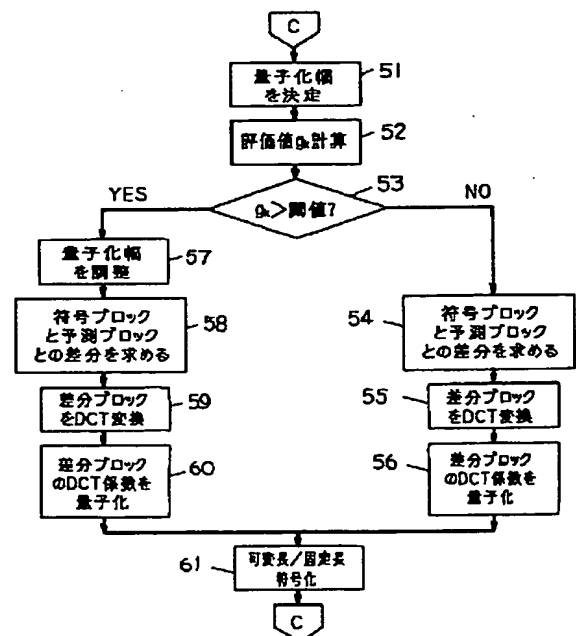 C
量子化幅
を決定
51
評価値gk計算
52
gk>閾値?
53
YES
NO
量子化幅
を調整
57
符号ブロック
と予測ブロック
との差分を求める
58
差分ブロック
をDCT変換
59
差分ブロック
のDCT係数を
量子化
60
符号ブロック
と予測ブロック
との差分を求める
54
差分ブロック
をDCT変換
55
差分ブロック
のDCT係数を
量子化
56
可変長/固定長
符号化
61
C